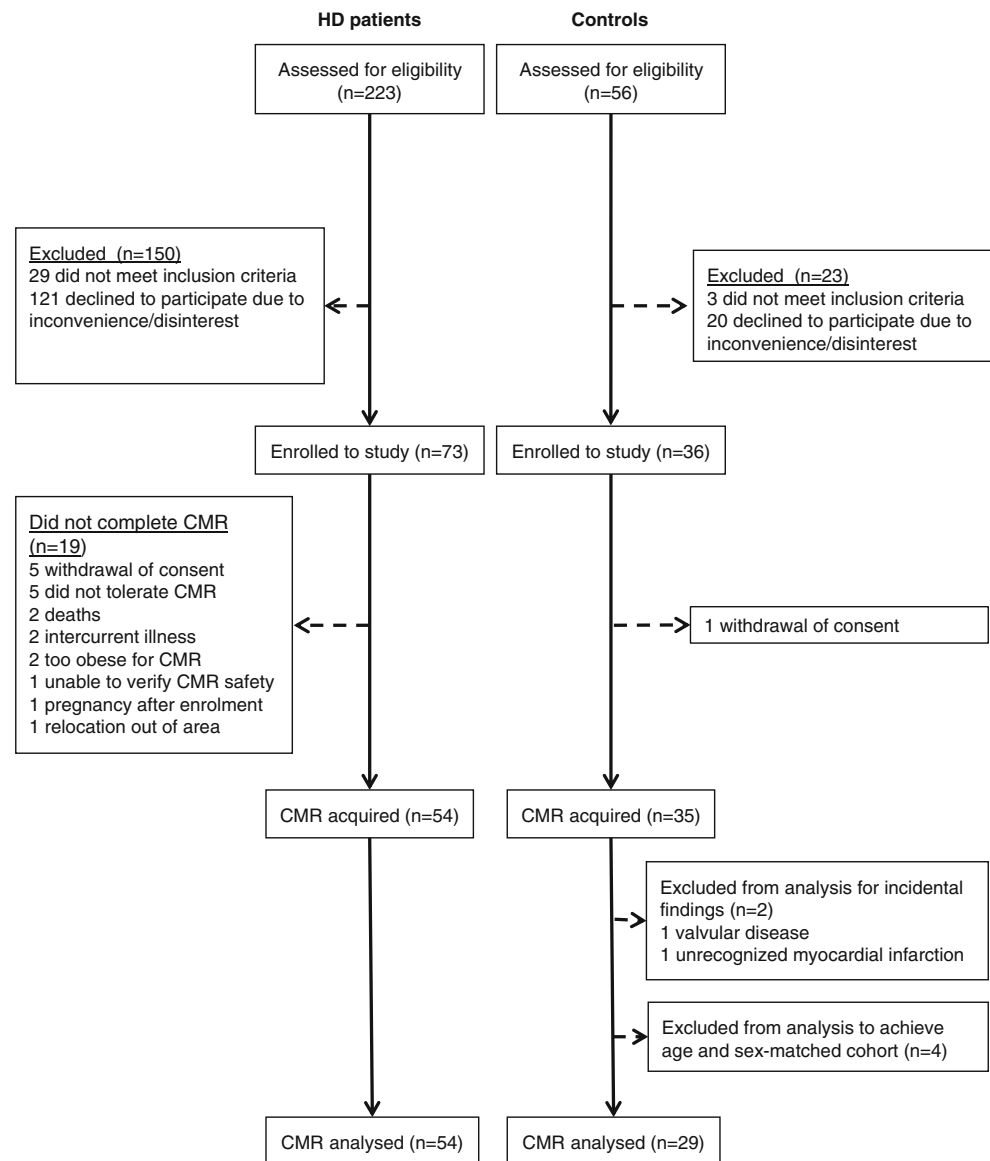 HD patients
Controls
Assessed for eligibility
(n=223)
Assessed for eligibility
(n=56)
Excluded (n=150)
29 did not meet inclusion criteria
121 declined to participate due to
inconvenience/disinterest
Excluded (n=23)
3 did not meet inclusion criteria
20 declined to participate due to
inconvenience/disinterest
Enrolled to study (n=73)
Enrolled to study (n=36)
Did not complete CMR
(n=19)
5 withdrawal of consent
5 did not tolerate CMR
2 deaths
2 intercurrent illness
2 too obese for CMR
1 unable to verify CMR safety
1 pregnancy after enrolment
1 relocation out of area
1 withdrawal of consent
CMR acquired (n=54)
CMR acquired (n=35)
Excluded from analysis for incidental
findings (n=2)
1 valvular disease
1 unrecognized myocardial infarction
Excluded from analysis to achieve
age and sex-matched cohort (n=4)
CMR analysed (n=54)
CMR analysed (n=29)